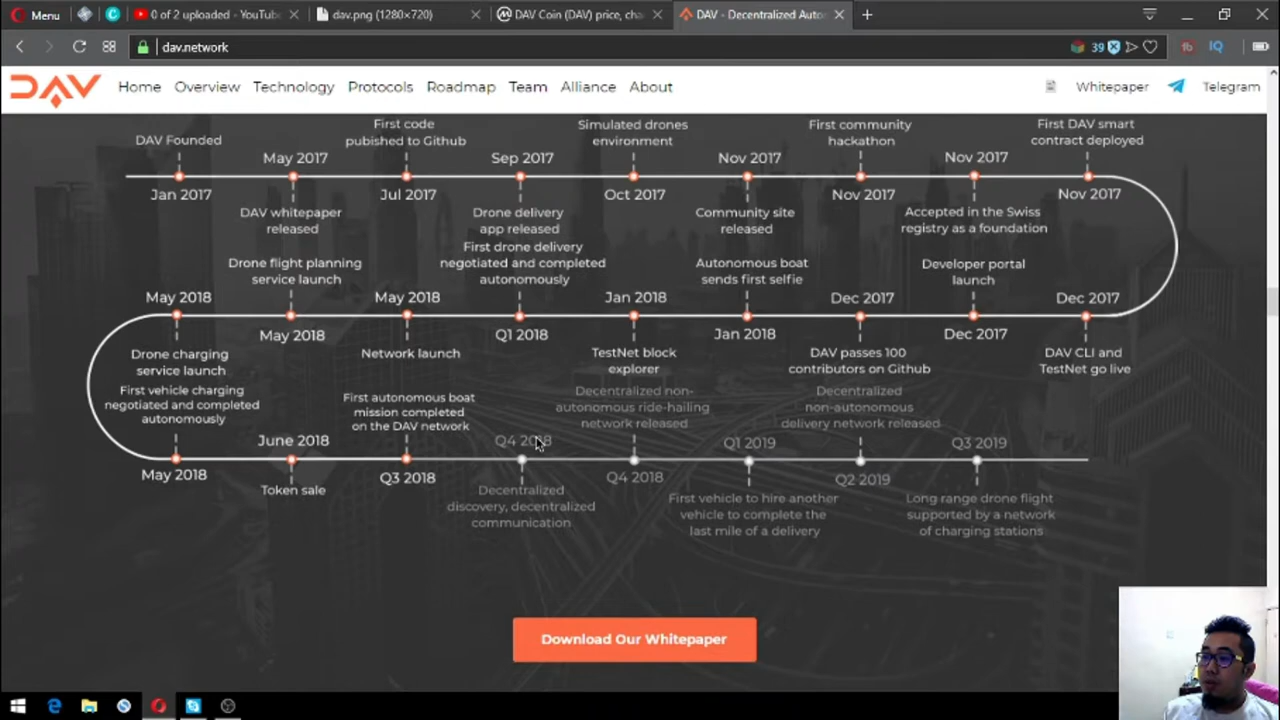 Menu
0 of 2 uploaded - YouTube
dav.png (1280×720)
DAV Coin (DAV) price, cha
DAV - Decentralized Auto
dav.network
39
IQ
DAV
Home
Overview
Technology
Protocols
Roadmap
Team
Alliance
About
Whitepaper
Telegram
DAV Founded
Jan 2017
May 2017
DAV whitepaper
released
First code
pubished to Github
Jul 2017
Sep 2017
Drone delivery
app released
Simulated drones
environment
Oct 2017
Nov 2017
Community site
released
First community
hackathon
Nov 2017
Nov 2017
Accepted in the Swiss
registry as a foundation
First DAV smart
contract deployed
Nov 2017
Dec 2017
DAV CLI and
TestNet go live
Developer portal
launch
Dec 2017
Dec 2017
DAV passes 100
contributors on Github
Autonomous boat
sends first selfie
Jan 2018
Jan 2018
TestNet block
explorer
First drone delivery
negotiated and completed
autonomously
Q1 2018
May 2018
Network launch
Drone flight planning
service launch
May 2018
May 2018
Drone charging
service launch
First vehicle charging
negotiated and completed
autonomously
May 2018
June 2018
Token sale
First autonomous boat
mission completed
on the DAV network
Q3 2018
Q4 2018
Decentralized
discovery, decentralized
communication
Decentralized non-
autonomous ride-hailing
network released
Q4 2018
Q1 2019
First vehicle to hire another
vehicle to complete the
last mile of a delivery
Decentralized
non-autonomous
delivery network released
Q2 2019
Q3 2019
Long range drone flight
supported by a network
of charging stations
Download Our Whitepaper